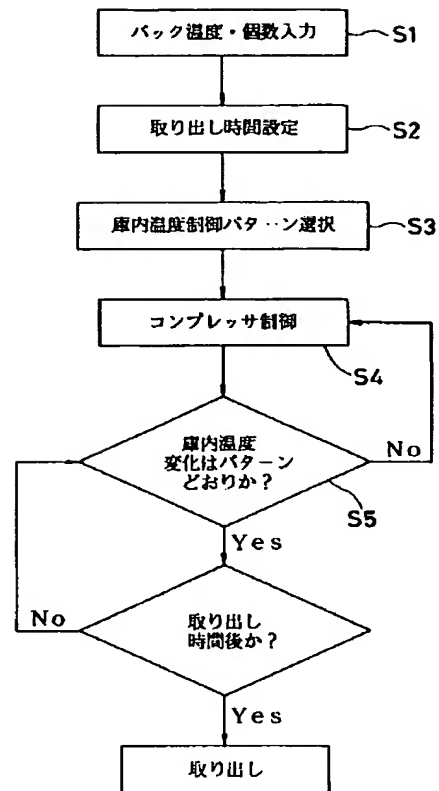 パック温度・個数入力
S1
取り出し時間設定
S2
庫内温度制御パターン選択
S3
コンプレッサ制御
S4
庫内温度
変化はパターン
どおりか?
No
S5
Yes
取り出し
時間後か?
No
Yes
取り出し